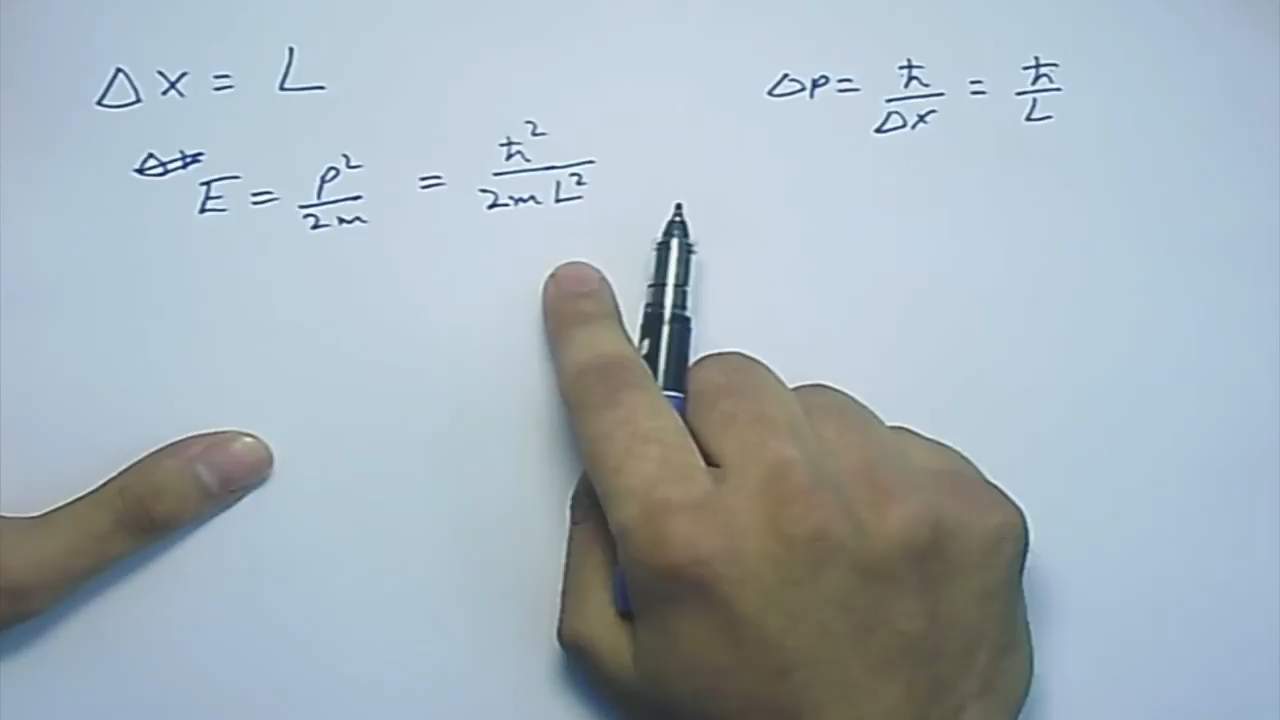 Δx = L
Δp = ħ/Δx = ħ/L
E = p²/2m = ħ²/2mL²